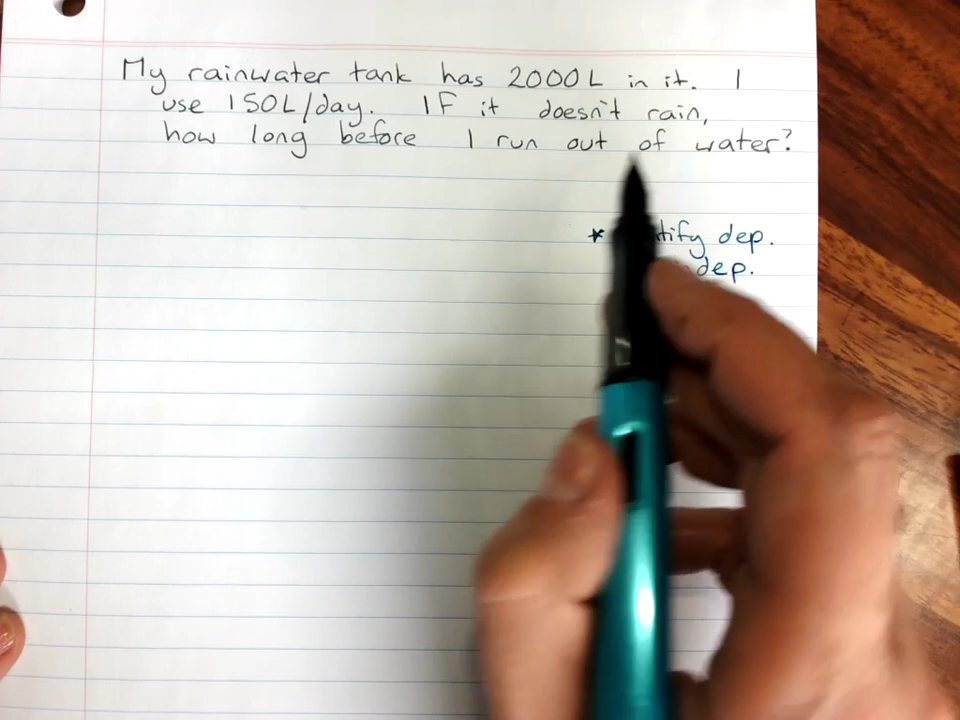 My rainwater tank has 2000L in it. I
use 150L/day. IF it doesn't rain,
how long before I run out of water?
* dep.